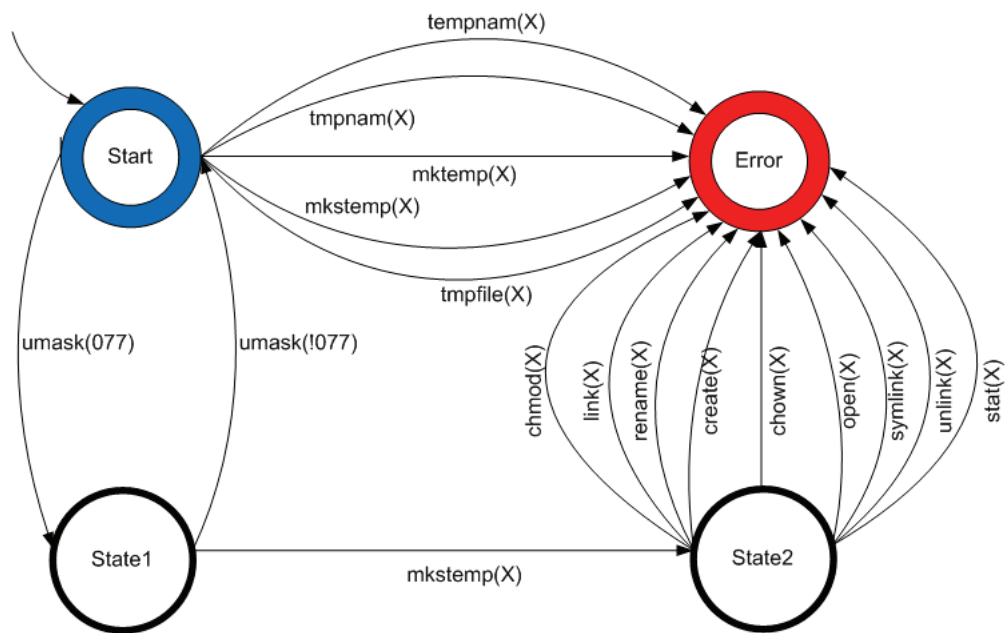 tempnam(X)
tmpnam(X)
Start
Error
mktemp(X)
mkstemp(X)
tmpfile(X)
umask(077)
umask(!077)
chmod(X)
link(X)
rename(X)
create(X)
chown(X)
open(X)
symlink(X)
unlink(X)
stat(X)
State1
State2
mkstemp(X)